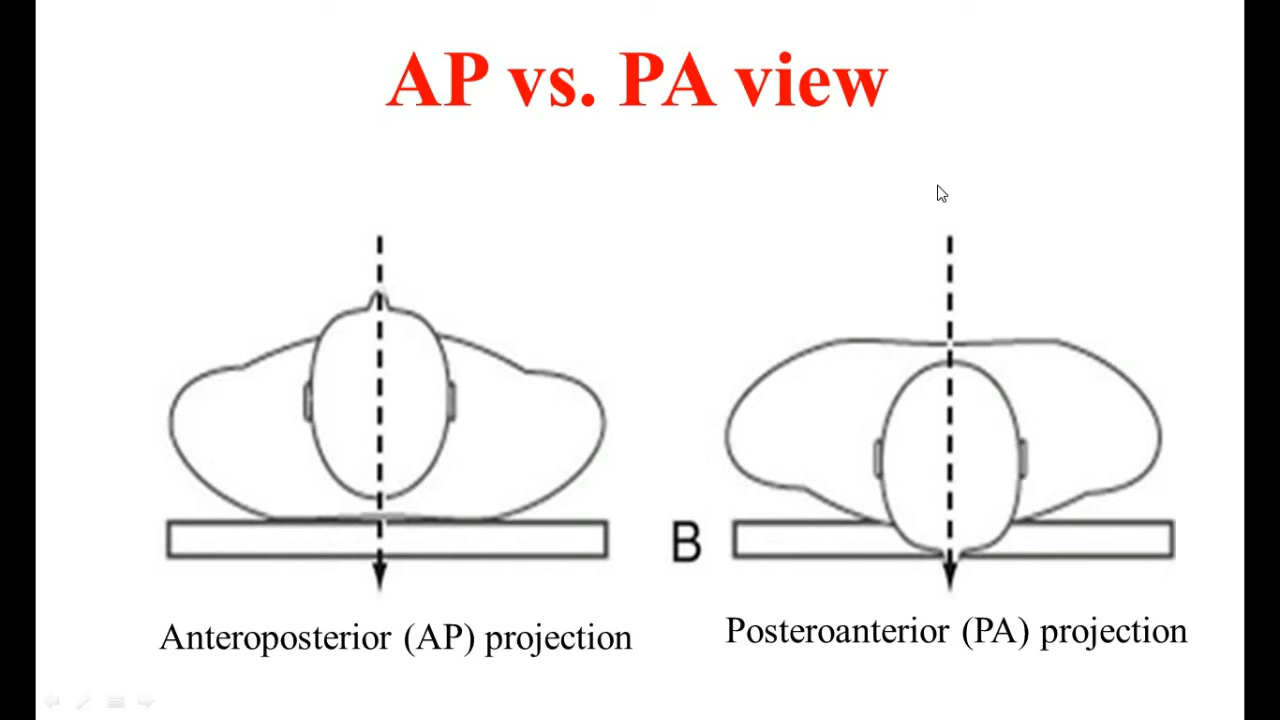 AP vs. PA view
B
Anteroposterior (AP) projection
Posteroanterior (PA) projection